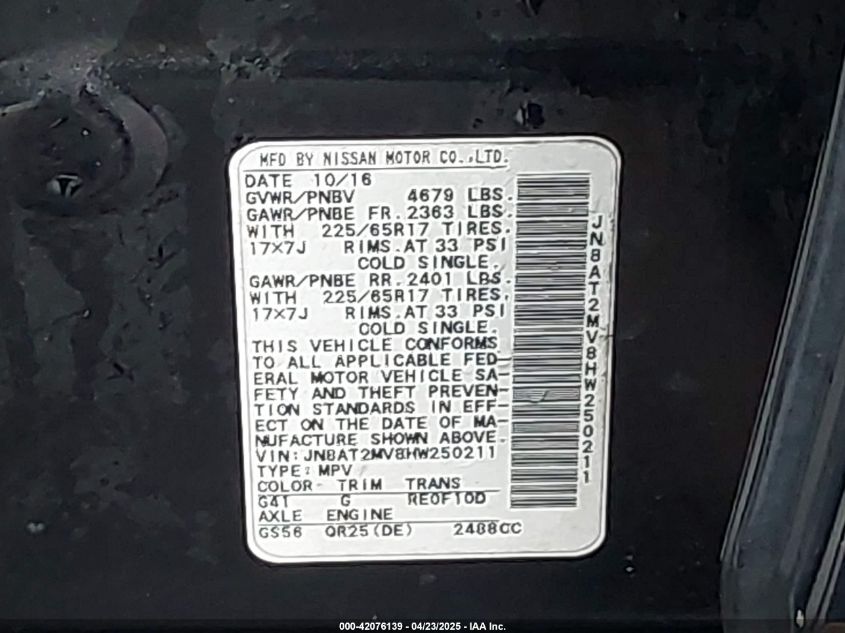 MFD BY NISSAN MOTOR CO.,LTD.
DATE 10/16
GVWR/PNBV 4679 LBS.
GAWR/PNBE FR. 2363 LBS.
WITH 225/65R17 TIRES.
17X7J RIMS.AT 33 PSI
COLD SINGLE.
GAWR/PNBE RR. 2401 LBS.
WITH 225/65R17 TIRES.
17X7J RIMS.AT 33 PSI
COLD SINGLE.
THIS VEHICLE CONFORMS
TO ALL APPLICABLE FED-
ERAL MOTOR VEHICLE SA-
FETY AND THEFT PREVEN-
TION STANDARDS IN EFF-
ECT ON THE DATE OF MA-
NUFACTURE SHOWN ABOVE.
VIN:JN8AT2MV8HW250211
TYPE:MPV
COLOR TRIM TRANS
G41 G RE0F10D
AXLE ENGINE
GS56 QR25(DE) 2488CC
JN8AT2MV8HW250211
000-42076139 - 04/23/2025 - IAA Inc.